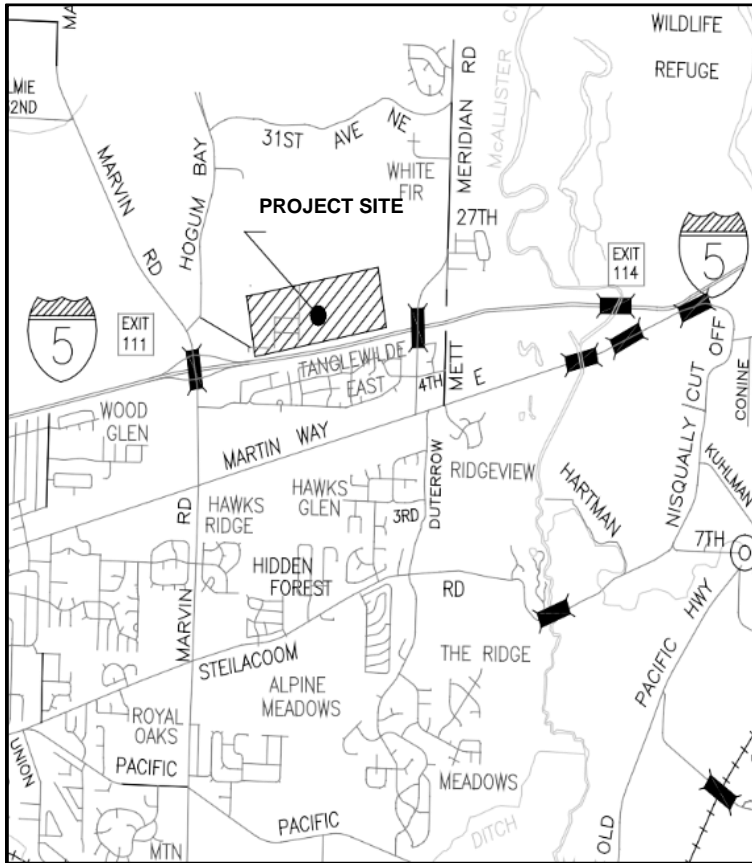 MA
WILDLIFE
REFUGE
LMIE
2ND
RD
MERIDIAN
McALLISTER C
31ST AVE NE
MARVIN
RD
HOGUM BAY
WHITE
FIR
PROJECT SITE
27TH
EXIT
114
5
5
EXIT
111
TANGLEWILDE
EAST
4TH
METT
E
NISQUALLY CUT OFF
CONINE
WOOD
GLEN
MARTIN WAY
DUTERROW
RIDGEVIEW
HARTMAN
KUHLMAN
RD
HAWKS
RIDGE
HAWKS
GLEN
3RD
7TH
HIDDEN
FOREST
RD
MARVIN
STEILACOOM
THE RIDGE
PACIFIC HWY
ALPINE
MEADOWS
ROYAL
OAKS
UNION
PACIFIC
MEADOWS
PACIFIC
DITCH
OLD
MTN